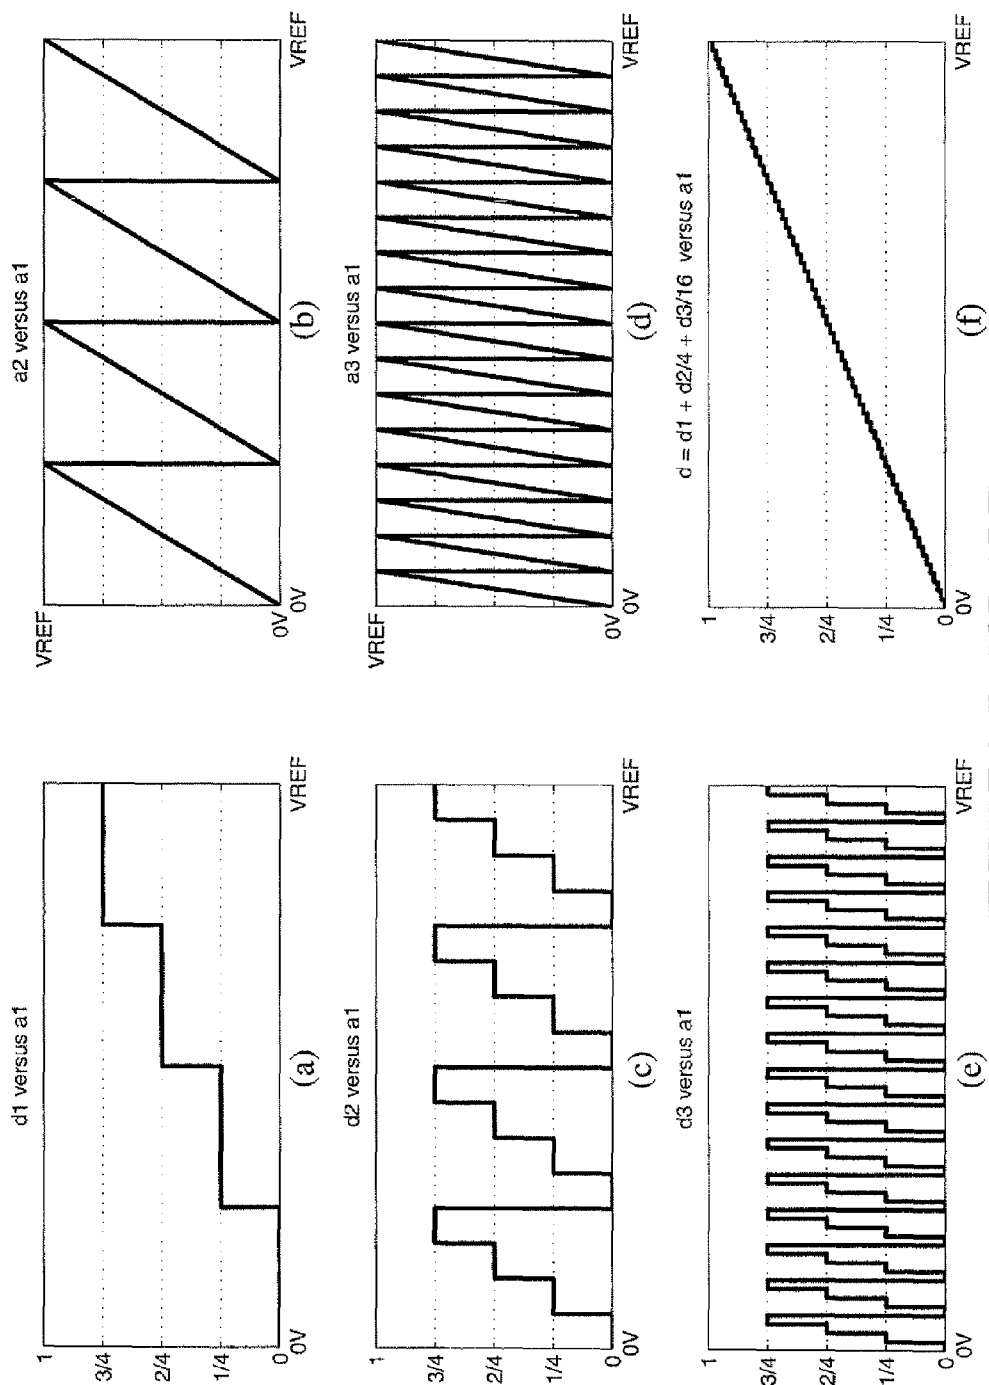 d1 versus a1
1
3/4
2/4
1/4
0
0V
VREF
(a)
a2 versus a1
VREF
0V
0V
VREF
(b)
d2 versus a1
1
3/4
2/4
1/4
0
0V
VREF
(c)
a3 versus a1
VREF
0V
0V
VREF
(d)
d3 versus a1
1
3/4
2/4
1/4
0
0V
VREF
(e)
d = d1 + d2/4 + d3/16 versus a1
1
3/4
2/4
1/4
0
0V
VREF
(f)